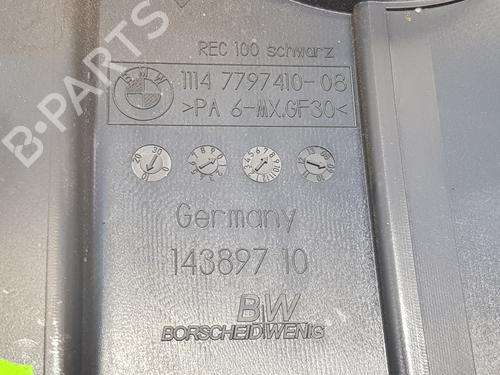 B-PARTS
REC 100 schwarz
BMW
1114 7797410-08
>PA 6-MX.GF30<
Germany
143897 10
BW
BORSCHEIDWENIG